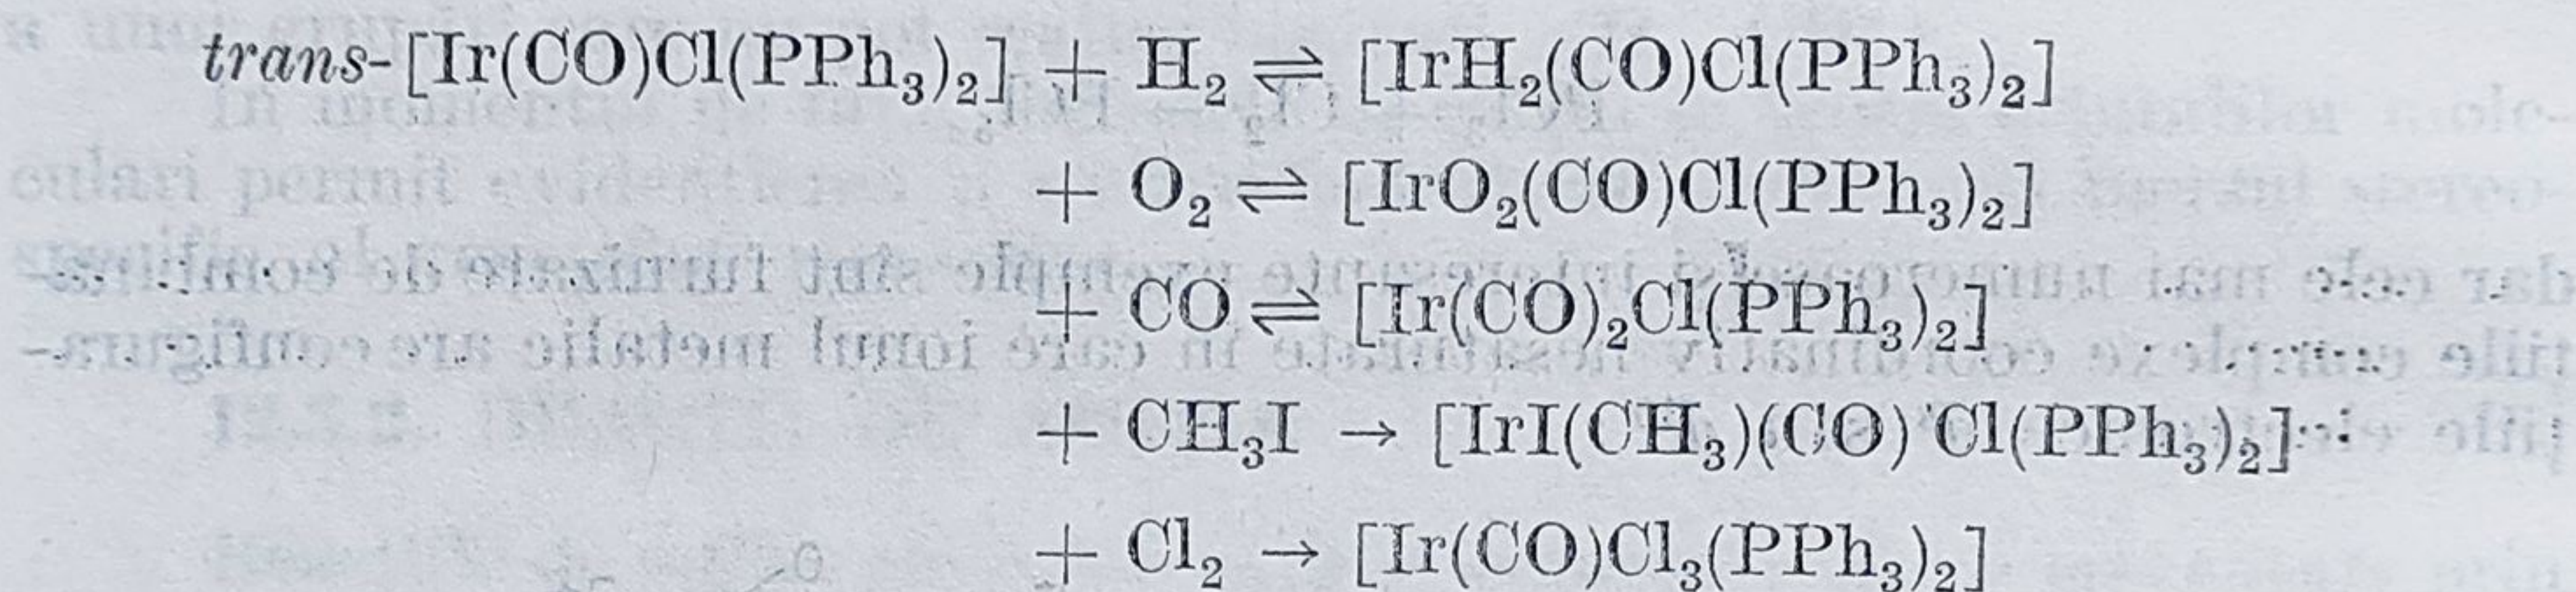 trans-[Ir(CO)Cl(PPh₃)₂] + H₂ ⇌ [IrH₂(CO)Cl(PPh₃)₂]
+ O₂ ⇌ [IrO₂(CO)Cl(PPh₃)₂]
+ CO ⇌ [Ir(CO)₂Cl(PPh₃)₂]
+ CH₃I → [IrI(CH₃)(CO)Cl(PPh₃)₂]
+ Cl₂ → [Ir(CO)Cl₃(PPh₃)₂]